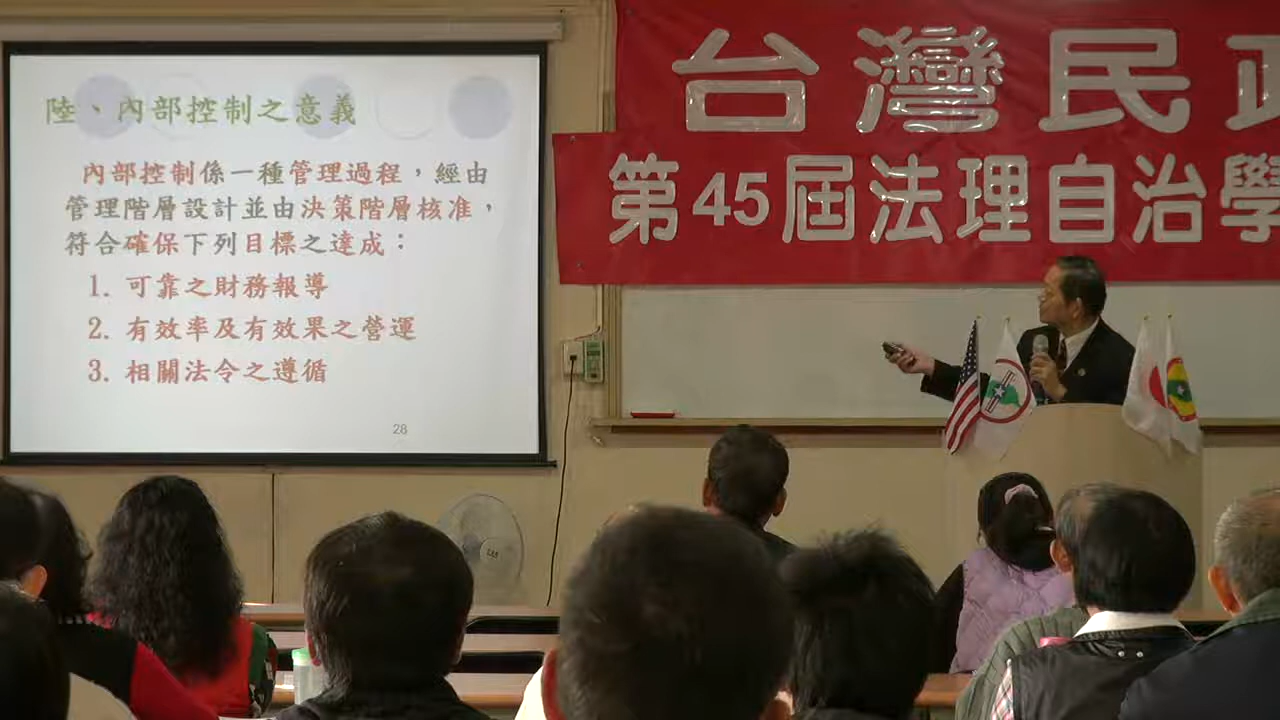 陸、內部控制之意義
內部控制係一種管理過程，經由
管理階層設計並由決策階層核准，
符合確保下列目標之達成：
1. 可靠之財務報導
2. 有效率及有效果之營運
3. 相關法令之遵循
28
台灣民政
第45屆法理自治學